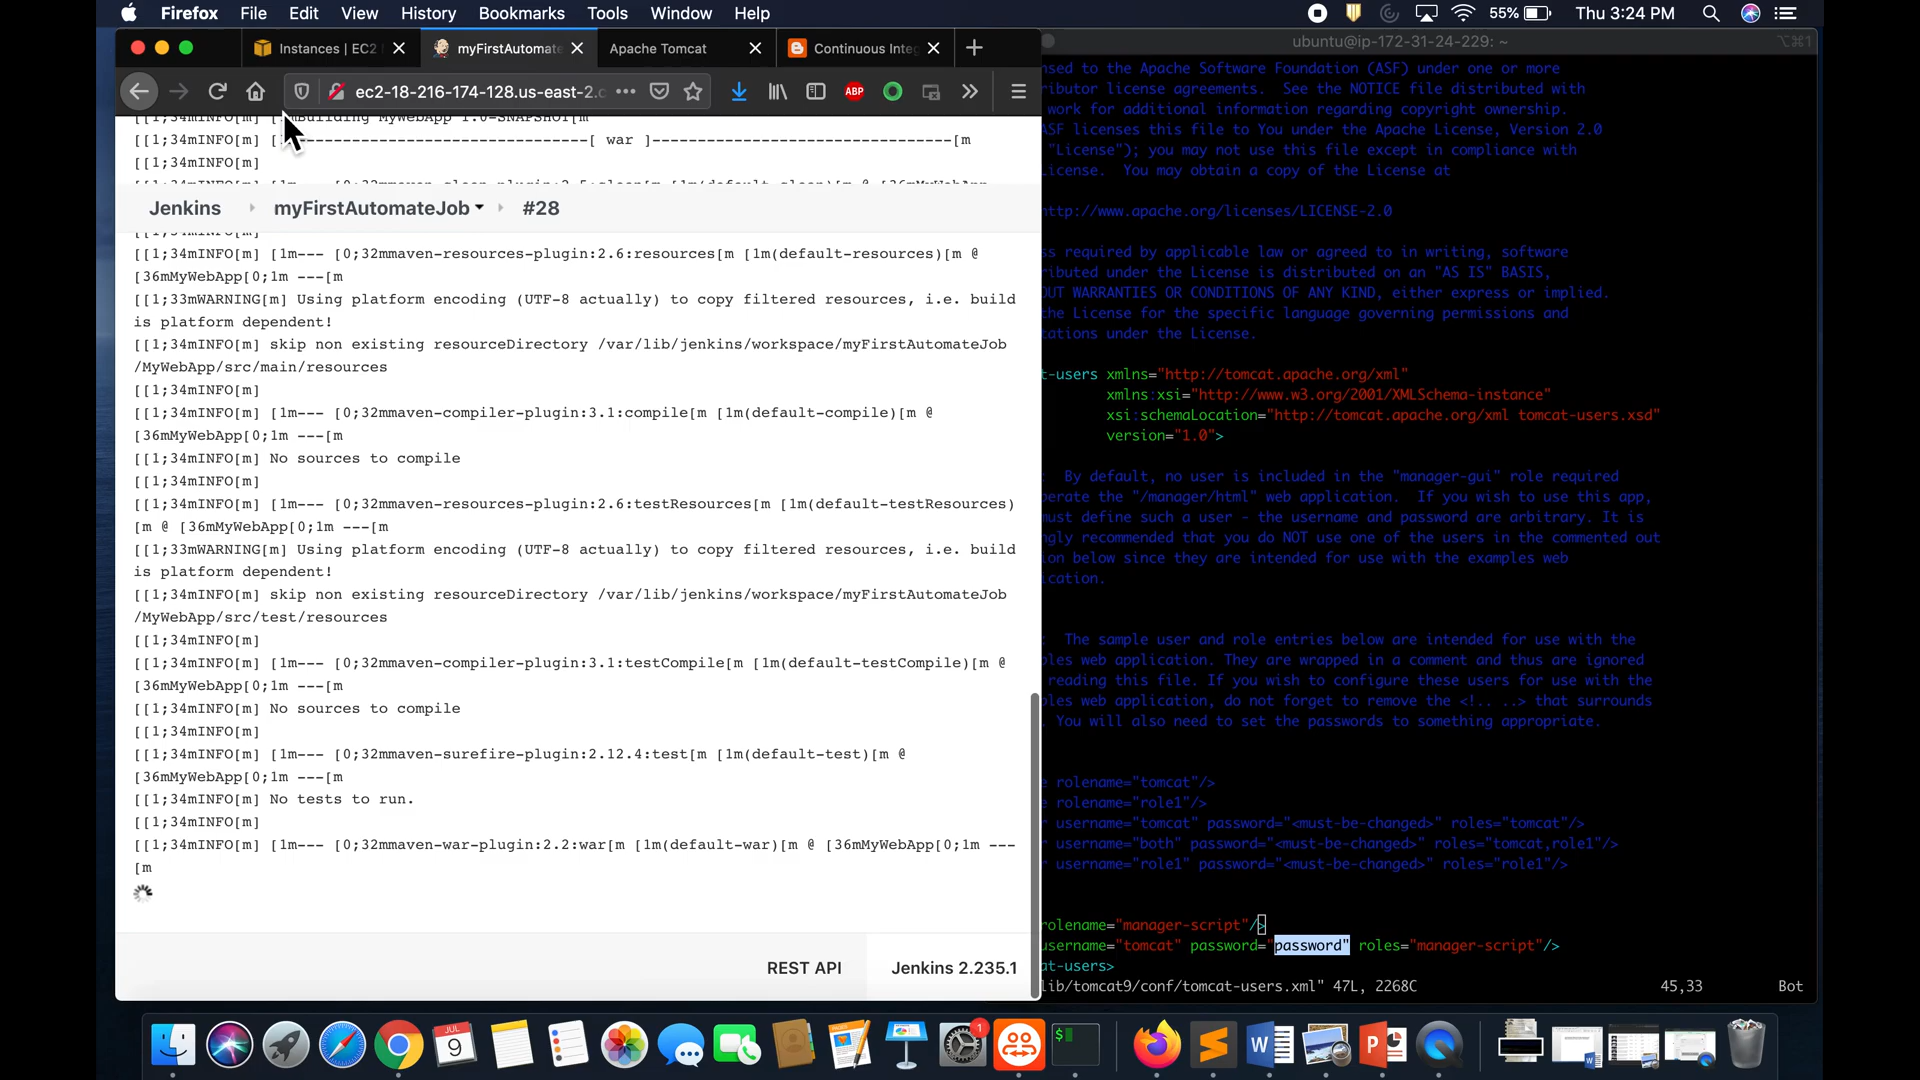 Firefox File Edit View History Bookmarks Tools Window Help 55% Thu 3:24 PM
Instances | EC2 myFirstAutomate Apache Tomcat Continuous Inte
ubuntu@ip-172-31-24-229: ~ ⌥⌘1
ec2-18-216-174-128.us-east-2.c ABP
[[1;34mINFO[m] [1mBuilding MyWebApp 1.0-SNAPSHOT[m
[[1;34mINFO[m] --------------------------------[ war ]---------------------------------[m
[[1;34mINFO[m]
Jenkins myFirstAutomateJob #28
[[1;34mINFO[m] [1m--- [0;32mmaven-resources-plugin:2.6:resources[m [1m(default-resources)[m @
[36mMyWebApp[0;1m ---[m
[[1;33mWARNING[m] Using platform encoding (UTF-8 actually) to copy filtered resources, i.e. build
is platform dependent!
[[1;34mINFO[m] skip non existing resourceDirectory /var/lib/jenkins/workspace/myFirstAutomateJob
/MyWebApp/src/main/resources
[[1;34mINFO[m]
[[1;34mINFO[m] [1m--- [0;32mmaven-compiler-plugin:3.1:compile[m [1m(default-compile)[m @
[36mMyWebApp[0;1m ---[m
[[1;34mINFO[m] No sources to compile
[[1;34mINFO[m]
[[1;34mINFO[m] [1m--- [0;32mmaven-resources-plugin:2.6:testResources[m [1m(default-testResources)
[m @ [36mMyWebApp[0;1m ---[m
[[1;33mWARNING[m] Using platform encoding (UTF-8 actually) to copy filtered resources, i.e. build
is platform dependent!
[[1;34mINFO[m] skip non existing resourceDirectory /var/lib/jenkins/workspace/myFirstAutomateJob
/MyWebApp/src/test/resources
[[1;34mINFO[m]
[[1;34mINFO[m] [1m--- [0;32mmaven-compiler-plugin:3.1:testCompile[m [1m(default-testCompile)[m @
[36mMyWebApp[0;1m ---[m
[[1;34mINFO[m] No sources to compile
[[1;34mINFO[m]
[[1;34mINFO[m] [1m--- [0;32mmaven-surefire-plugin:2.12.4:test[m [1m(default-test)[m @
[36mMyWebApp[0;1m ---[m
[[1;34mINFO[m] No tests to run.
[[1;34mINFO[m]
[[1;34mINFO[m] [1m--- [0;32mmaven-war-plugin:2.2:war[m [1m(default-war)[m @ [36mMyWebApp[0;1m ---
[m
REST API Jenkins 2.235.1
nsed to the Apache Software Foundation (ASF) under one or more
ributor license agreements. See the NOTICE file distributed with
work for additional information regarding copyright ownership.
ASF licenses this file to You under the Apache License, Version 2.0
"License"); you may not use this file except in compliance with
icense. You may obtain a copy of the License at
http://www.apache.org/licenses/LICENSE-2.0
ss required by applicable law or agreed to in writing, software
ributed under the License is distributed on an "AS IS" BASIS,
OUT WARRANTIES OR CONDITIONS OF ANY KIND, either express or implied.
the License for the specific language governing permissions and
tations under the License.
t-users xmlns="http://tomcat.apache.org/xml"
xmlns:xsi="http://www.w3.org/2001/XMLSchema-instance"
xsi:schemaLocation="http://tomcat.apache.org/xml tomcat-users.xsd"
version="1.0">
: By default, no user is included in the "manager-gui" role required
perate the "/manager/html" web application. If you wish to use this app,
must define such a user - the username and password are arbitrary. It is
ngly recommended that you do NOT use one of the users in the commented out
ion below since they are intended for use with the examples web
ication.
: The sample user and role entries below are intended for use with the
ples web application. They are wrapped in a comment and thus are ignored
reading this file. If you wish to configure these users for use with the
ples web application, do not forget to remove the <!.. ..> that surrounds
. You will also need to set the passwords to something appropriate.
e rolename="tomcat"/>
e rolename="role1"/>
r username="tomcat" password="<must-be-changed>" roles="tomcat"/>
r username="both" password="<must-be-changed>" roles="tomcat,role1"/>
r username="role1" password="<must-be-changed>" roles="role1"/>
rolename="manager-script"/>
username="tomcat" password="password" roles="manager-script"/>
at-users>
lib/tomcat9/conf/tomcat-users.xml" 47L, 2268C 45,33 Bot
JUL
9
1